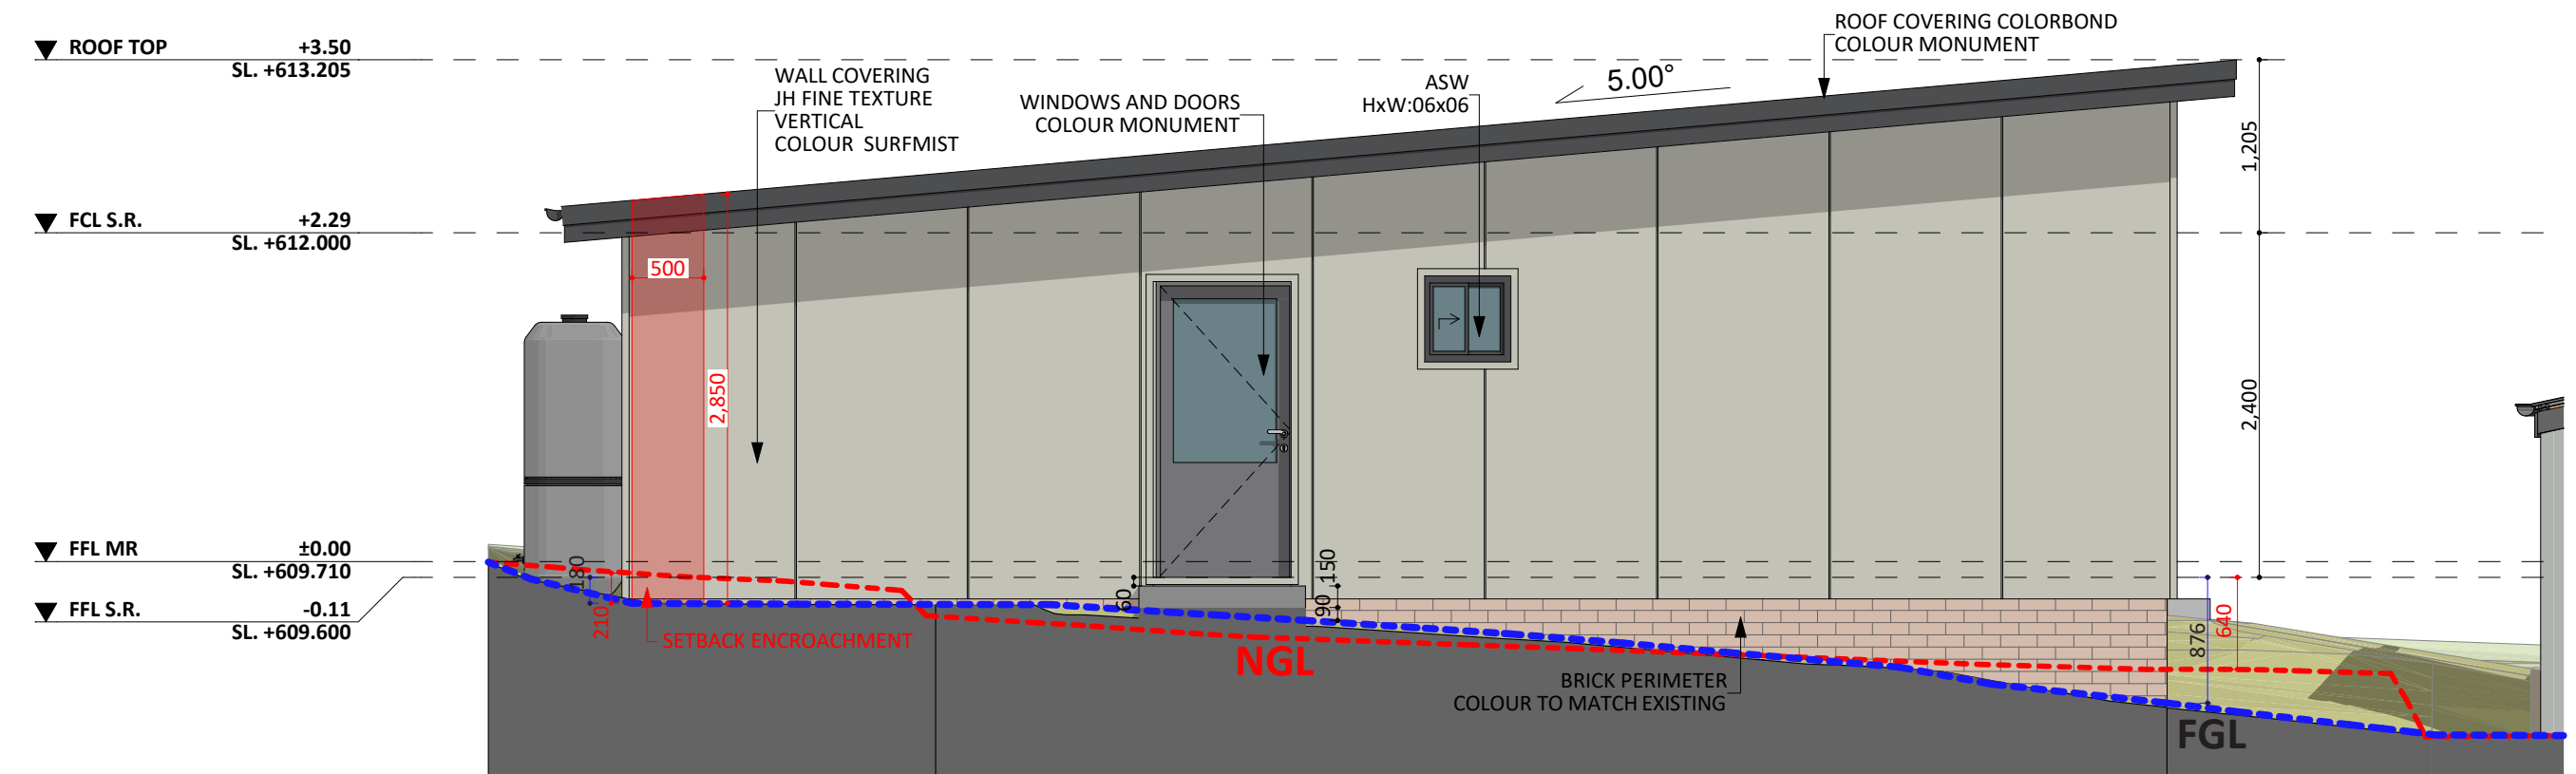 ROOF TOP +3.50
SL. +613.205
FCL S.R. +2.29
SL. +612.000
FFL MR ±0.00
SL. +609.710
FFL S.R. -0.11
SL. +609.600
WALL COVERING
JH FINE TEXTURE
VERTICAL
COLOUR SURFMIST
WINDOWS AND DOORS
COLOUR MONUMENT
ASW
HxW:06x06
5.00°
ROOF COVERING COLORBOND
COLOUR MONUMENT
1,205
2,400
500
2,850
180
210
SETBACK ENCROACHMENT
60
150
90
NGL
BRICK PERIMETER
COLOUR TO MATCH EXISTING
876
640
FGL